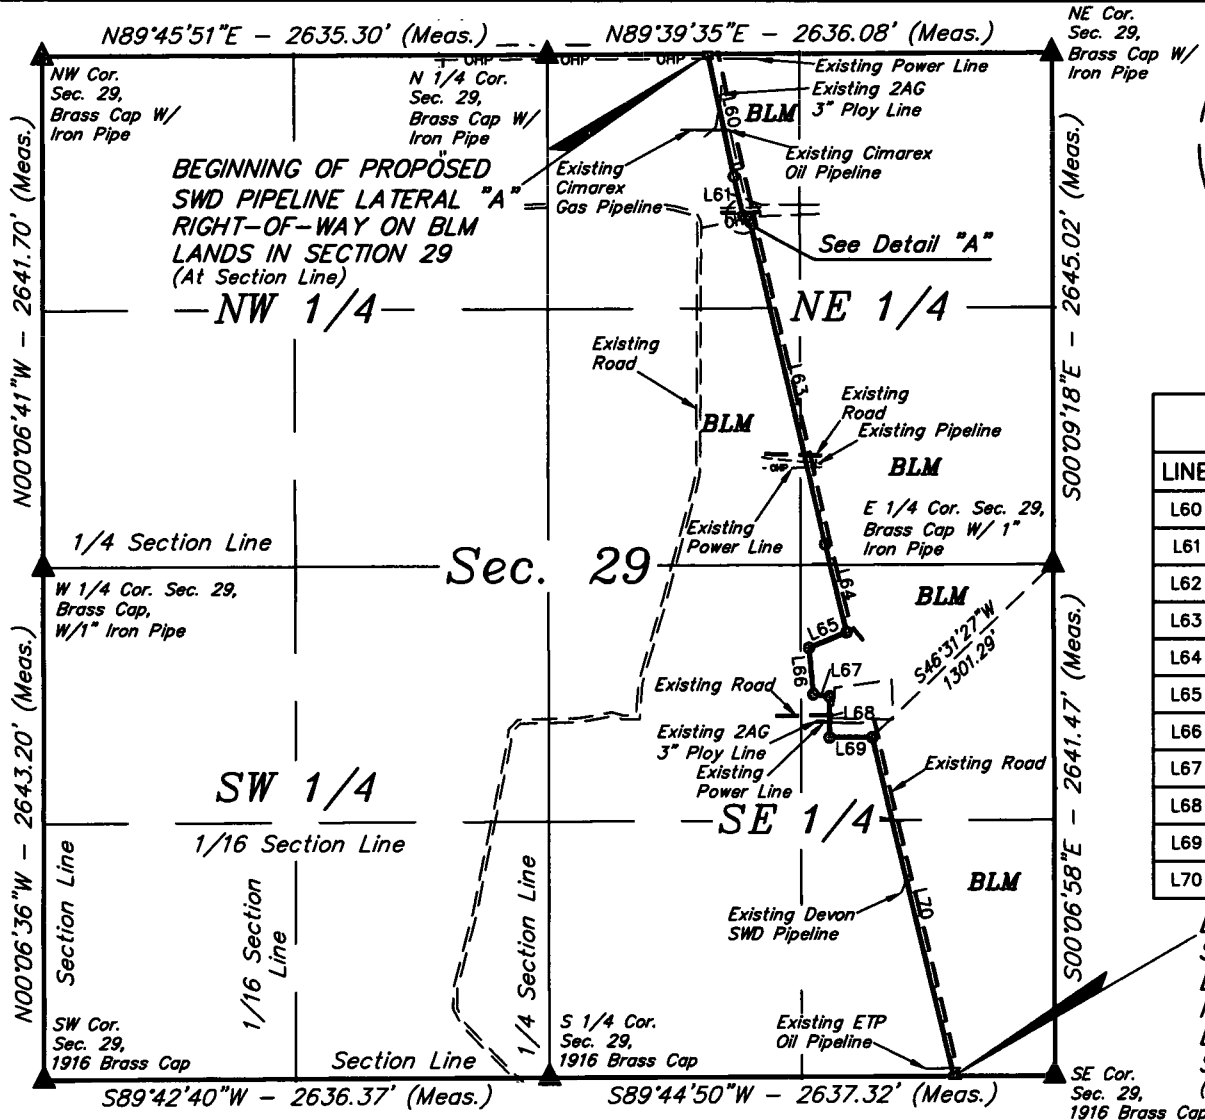 N89°45'51"E - 2635.30' (Meas.)
N89°39'35"E - 2636.08' (Meas.)
NE Cor.
Sec. 29,
Brass Cap W/
Iron Pipe
NW Cor.
Sec. 29,
Brass Cap W/
Iron Pipe
N 1/4 Cor.
Sec. 29,
Brass Cap W/
Iron Pipe
OHP
OHP
OHP
Existing Power Line
Existing 2AG
3" Ploy Line
L60
BLM
Existing Cimarex
Oil Pipeline
BEGINNING OF PROPOSED
SWD PIPELINE LATERAL "A"
RIGHT-OF-WAY ON BLM
LANDS IN SECTION 29
(At Section Line)
Existing
Cimarex
Gas Pipeline
L61
See Detail "A"
N00°06'41"W - 2641.70' (Meas.)
S00°09'18"E - 2645.02' (Meas.)
NW 1/4
NE 1/4
Existing
Road
L63
BLM
Existing
Road
Existing Pipeline
OHP
BLM
Existing
Power Line
E 1/4 Cor. Sec. 29,
Brass Cap W/ 1"
Iron Pipe
LINE
L60
L61
L62
L63
L64
L65
L66
L67
L68
L69
L70
1/4 Section Line
Sec. 29
W 1/4 Cor. Sec. 29,
Brass Cap,
W/1" Iron Pipe
L64
BLM
S46°31'27"W
1301.29'
L65
L66
L67
Existing Road
L68
Existing 2AG
3" Ploy Line
Existing
Power Line
L69
Existing Road
N00°06'36"W - 2643.20' (Meas.)
S00°06'58"E - 2641.47' (Meas.)
SW 1/4
SE 1/4
1/16 Section Line
Section Line
1/16 Section
Line
1/4 Section Line
BLM
L70
Existing Devon
SWD Pipeline
Existing ETP
Oil Pipeline
SW Cor.
Sec. 29,
1916 Brass Cap
Section Line
S 1/4 Cor.
Sec. 29,
1916 Brass Cap
SE Cor.
Sec. 29,
1916 Brass Cap
S89°42'40"W - 2636.37' (Meas.)
S89°44'50"W - 2637.32' (Meas.)